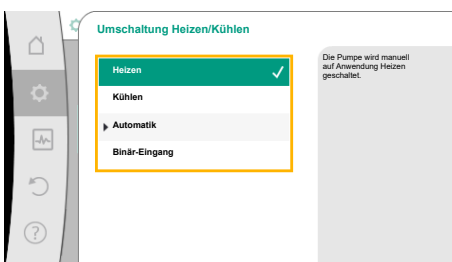 Umschaltung Heizen/Kühlen
Heizen
Kühlen
Automatik
Binär-Eingang
Die Pumpe wird manuell
auf Anwendung Heizen
geschaltet.
?